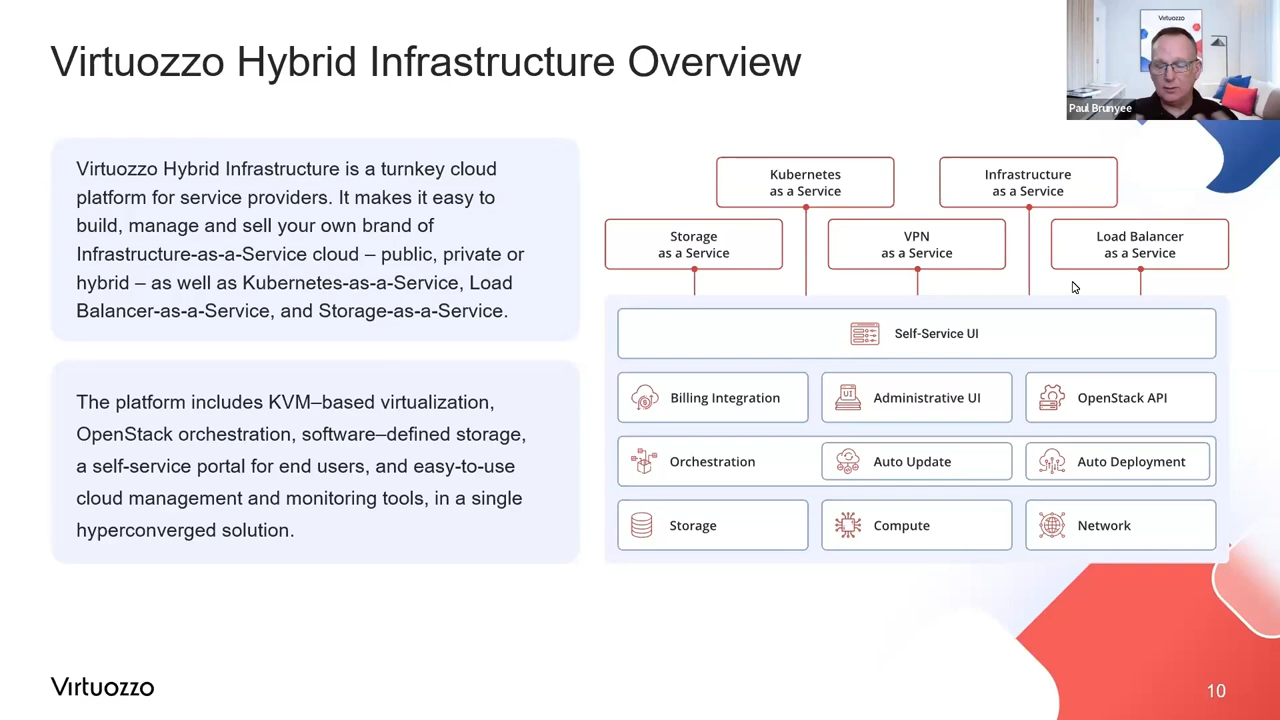 Virtuozzo Hybrid Infrastructure Overview
Virtuozzo
Paul Brunyee
Virtuozzo Hybrid Infrastructure is a turnkey cloud
platform for service providers. It makes it easy to
build, manage and sell your own brand of
Infrastructure-as-a-Service cloud – public, private or
hybrid – as well as Kubernetes-as-a-Service, Load
Balancer-as-a-Service, and Storage-as-a-Service.
The platform includes KVM–based virtualization,
OpenStack orchestration, software–defined storage,
a self-service portal for end users, and easy-to-use
cloud management and monitoring tools, in a single
hyperconverged solution.
Kubernetes
as a Service
Infrastructure
as a Service
Storage
as a Service
VPN
as a Service
Load Balancer
as a Service
Self-Service UI
Billing Integration
UI
Administrative UI
OpenStack API
Orchestration
Auto Update
Auto Deployment
Storage
Compute
Network
Virtuozzo
10